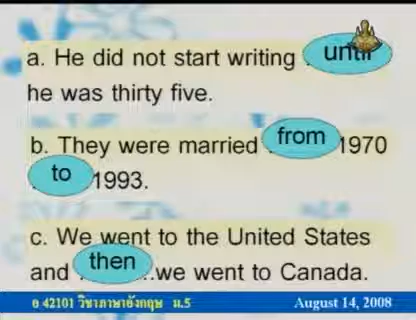 a. He did not start writing . until
he was thirty five.
b. They were married . from 1970
to 1993.
c. We went to the United States
and . then ..we went to Canada.
อ 42101 วิชาภาษาอังกฤษ ม.5 August 14, 2008